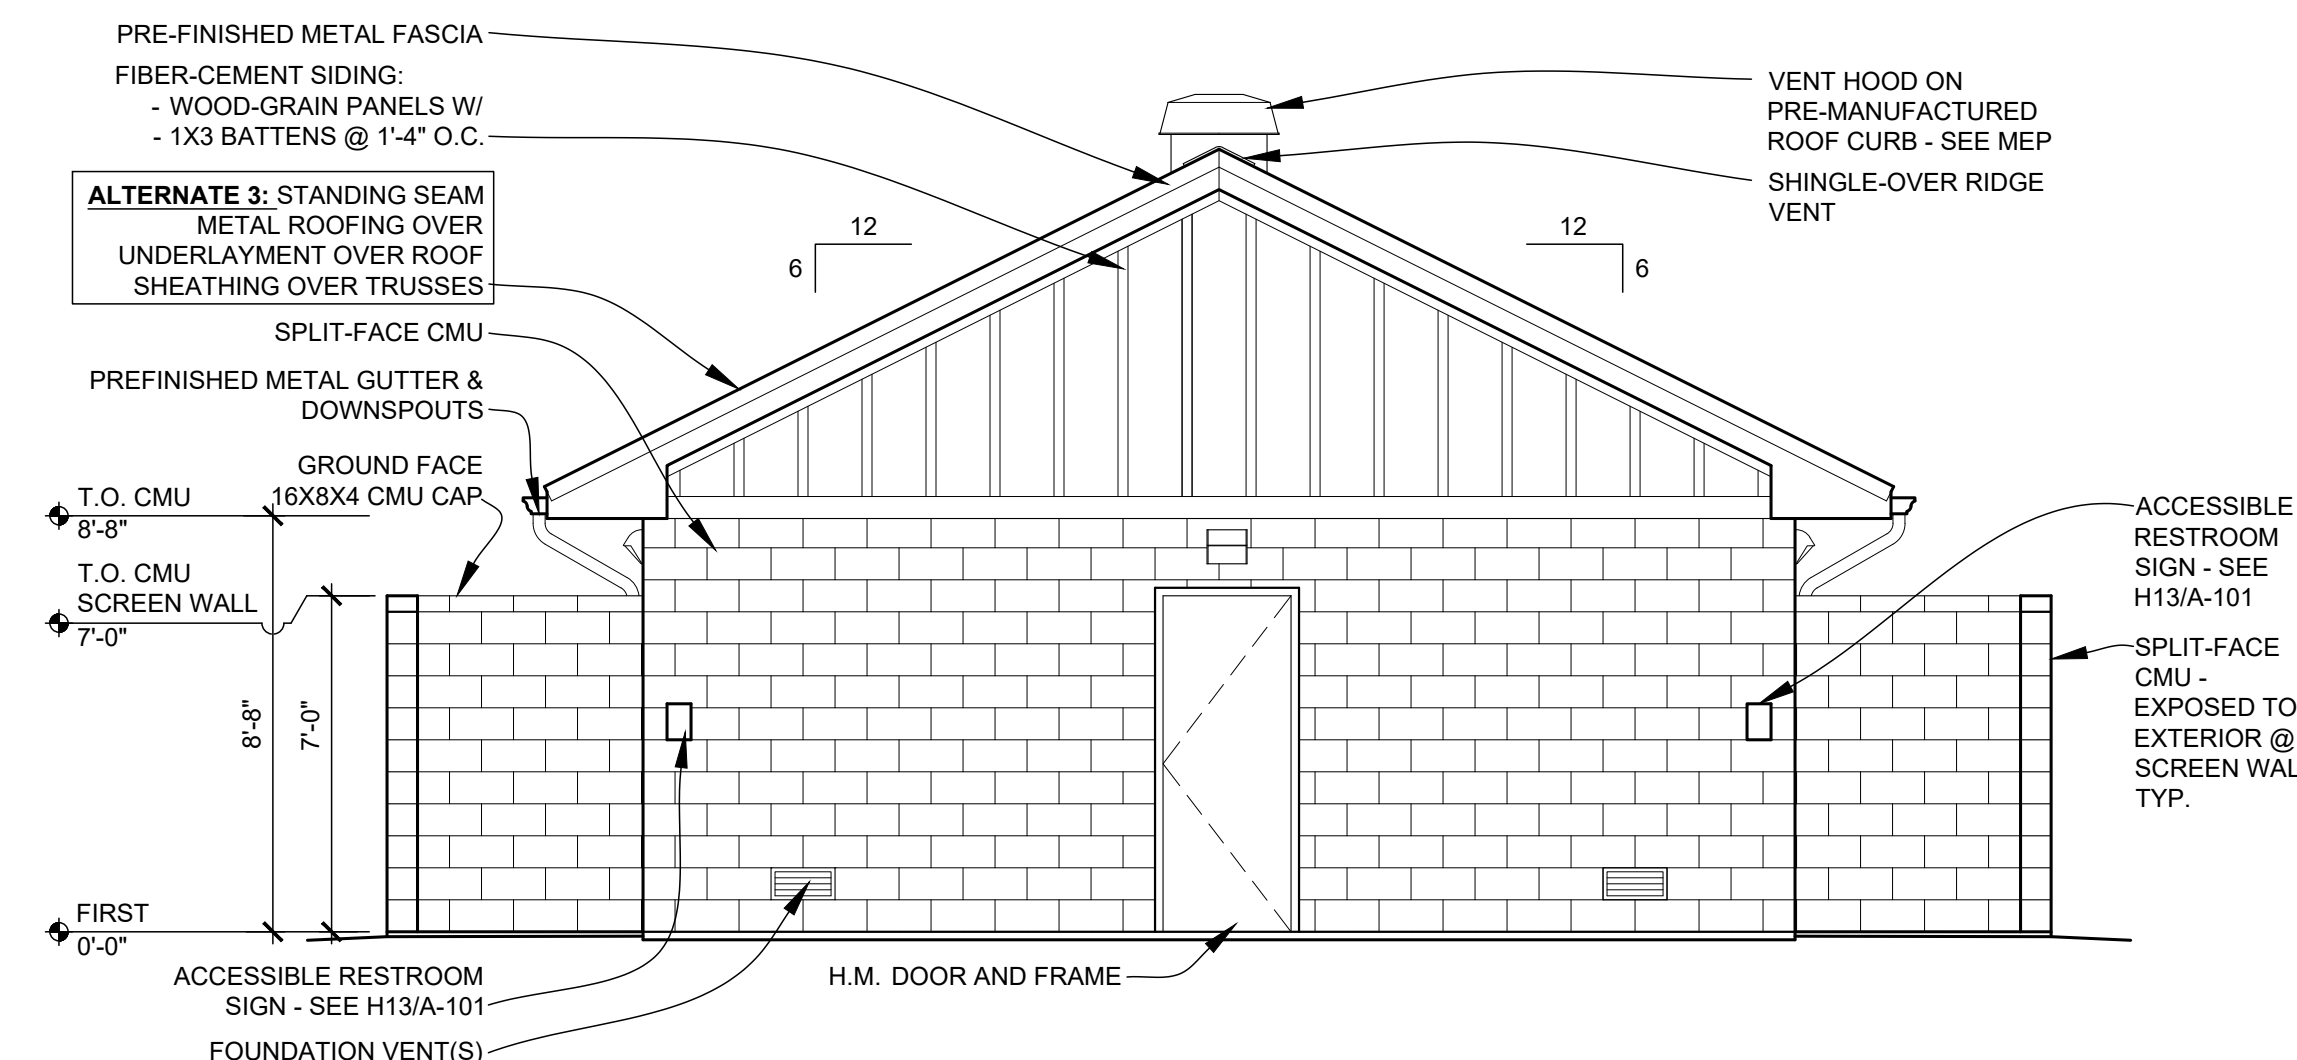 PRE-FINISHED METAL FASCIA
FIBER-CEMENT SIDING:
- WOOD-GRAIN PANELS W/
- 1X3 BATTENS @ 1'-4" O.C.
ALTERNATE 3: STANDING SEAM
METAL ROOFING OVER
UNDERLAYMENT OVER ROOF
SHEATHING OVER TRUSSES
SPLIT-FACE CMU
PREFINISHED METAL GUTTER &
DOWNSPOUTS
GROUND FACE
16X8X4 CMU CAP
T.O. CMU
8'-8"
T.O. CMU
SCREEN WALL
7'-0"
8'-8"
7'-0"
FIRST
0'-0"
ACCESSIBLE RESTROOM
SIGN - SEE H13/A-101
FOUNDATION VENT(S)
H.M. DOOR AND FRAME
12
6
12
6
VENT HOOD ON
PRE-MANUFACTURED
ROOF CURB - SEE MEP
SHINGLE-OVER RIDGE
VENT
ACCESSIBLE
RESTROOM
SIGN - SEE
H13/A-101
SPLIT-FACE
CMU -
EXPOSED TO
EXTERIOR @
SCREEN WAL
TYP.